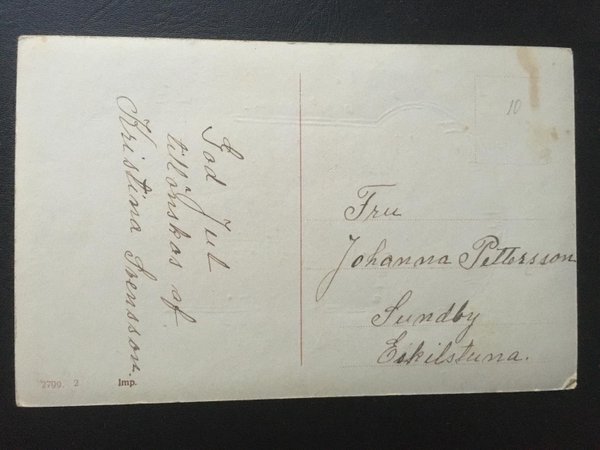 God Jul
tillönskas af
Kristina Svensson.
10
Fru
Johanna Pettersson
Sundby
Eskilstuna.
2799. 2
Imp.